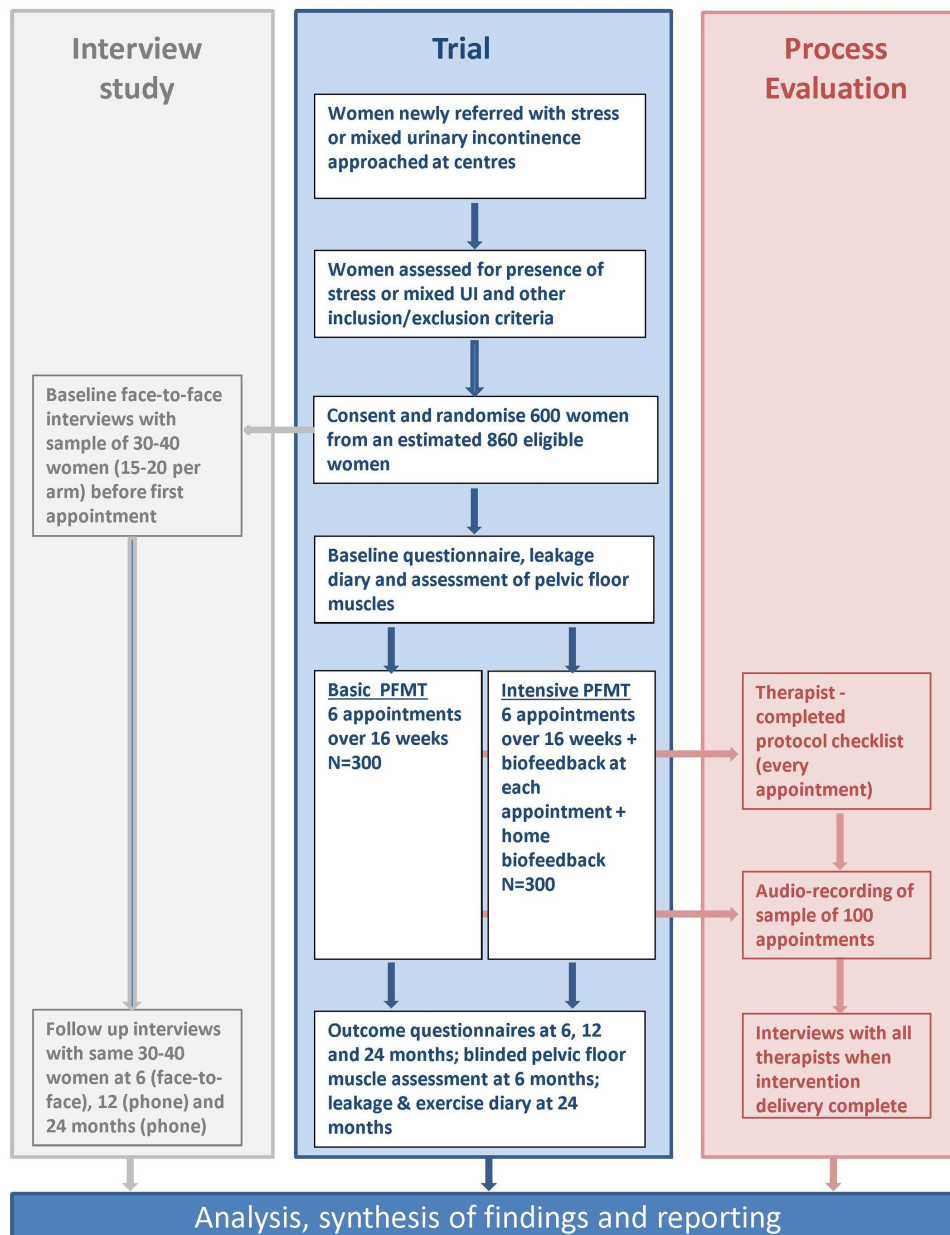 Interview
study
Baseline face-to-face
interviews with
sample of 30-40
women (15-20 per
arm) before first
appointment
Follow up interviews
with same 30-40
women at 6 (face-to-
face), 12 (phone) and
24 months (phone)
Trial
Women newly referred with stress
or mixed urinary incontinence
approached at centres
Women assessed for presence of
stress or mixed UI and other
inclusion/exclusion criteria
Consent and randomise 600 women
from an estimated 860 eligible
women
Baseline questionnaire, leakage
diary and assessment of pelvic floor
muscles
Basic PFMT
6 appointments
over 16 weeks
N=300
Intensive PFMT
6 appointments
over 16 weeks +
biofeedback at
each
appointment +
home
biofeedback
N=300
Outcome questionnaires at 6, 12
and 24 months; blinded pelvic floor
muscle assessment at 6 months;
leakage & exercise diary at 24
months
Process
Evaluation
Therapist -
completed
protocol checklist
(every
appointment)
Audio-recording of
sample of 100
appointments
Interviews with all
therapists when
intervention
delivery complete
Analysis, synthesis of findings and reporting